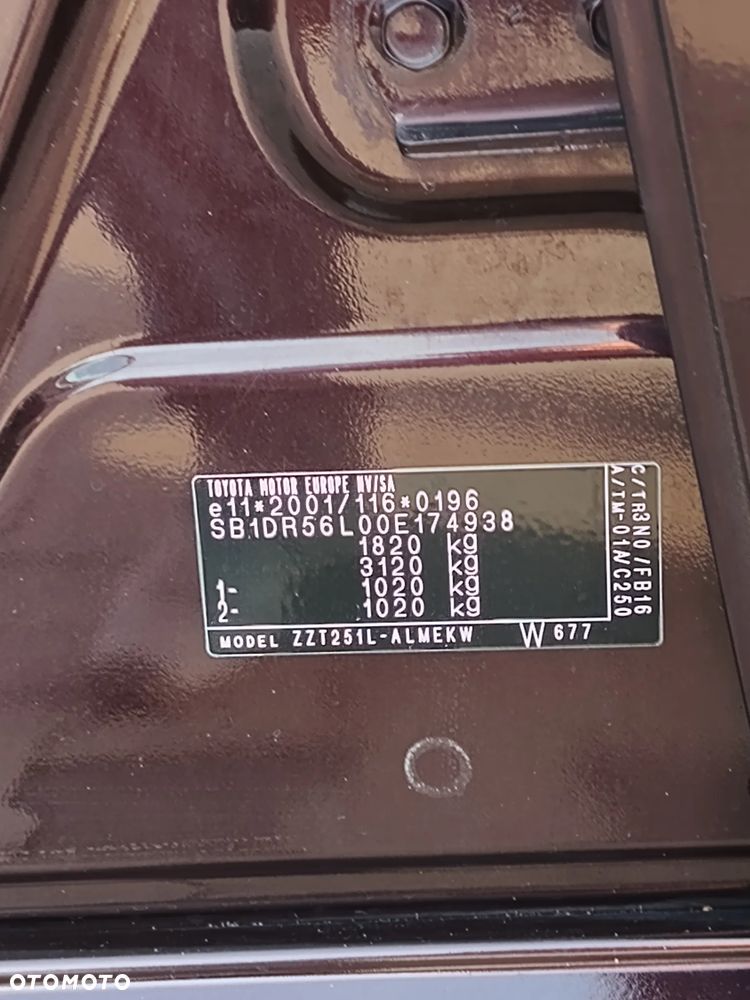 TOYOTA MOTOR EUROPE NV/SA
e11*2001/116*0196
SB1DR56L00E174938
1820 kg
3120 kg
1- 1020 kg
2- 1020 kg
MODEL ZZT251L-ALMEKW W 677
C/TR3N0/FB16
A/TM-01A/C250
OTOMOTO